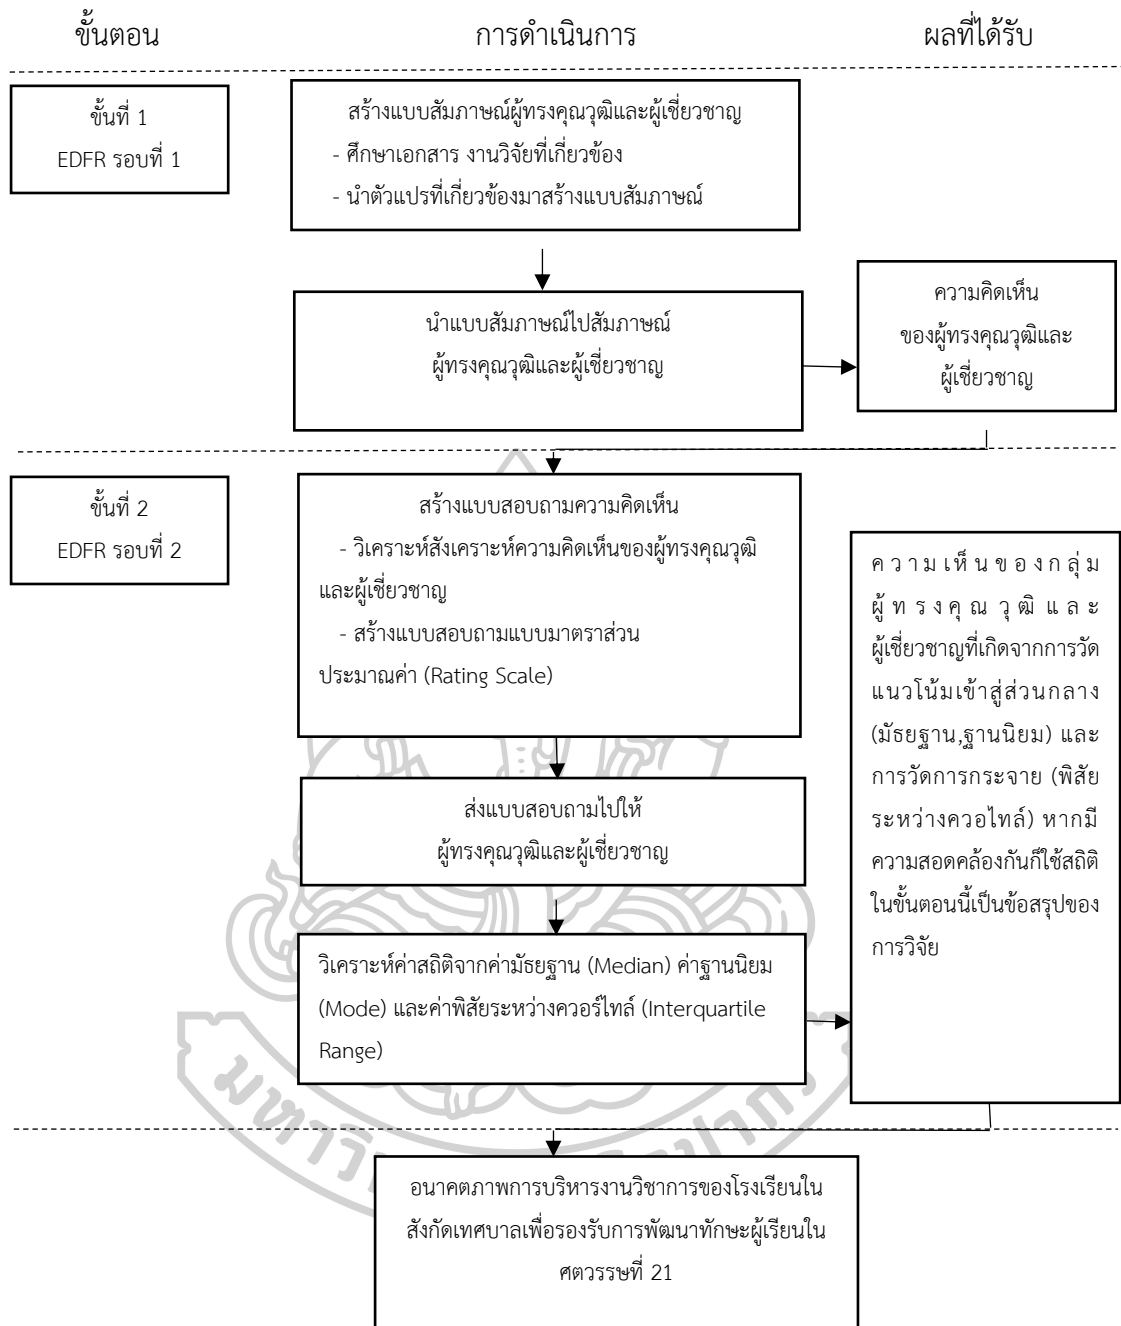 ขั้นตอน
การดำเนินการ
ผลที่ได้รับ
ขั้นที่ 1
EDFR รอบที่ 1
สร้างแบบสัมภาษณ์ผู้ทรงคุณวุฒิและผู้เชี่ยวชาญ
- ศึกษาเอกสาร งานวิจัยที่เกี่ยวข้อง
- นำตัวแปรที่เกี่ยวข้องมาสร้างแบบสัมภาษณ์
นำแบบสัมภาษณ์ไปสัมภาษณ์
ผู้ทรงคุณวุฒิและผู้เชี่ยวชาญ
ความคิดเห็น
ของผู้ทรงคุณวุฒิและ
ผู้เชี่ยวชาญ
ขั้นที่ 2
EDFR รอบที่ 2
สร้างแบบสอบถามความคิดเห็น
- วิเคราะห์สังเคราะห์ความคิดเห็นของผู้ทรงคุณวุฒิ
และผู้เชี่ยวชาญ
- สร้างแบบสอบถามแบบมาตราส่วน
ประมาณค่า (Rating Scale)
ส่งแบบสอบถามไปให้
ผู้ทรงคุณวุฒิและผู้เชี่ยวชาญ
วิเคราะห์ค่าสถิติจากค่ามัธยฐาน (Median) ค่าฐานนิยม
(Mode) และค่าพิสัยระหว่างควอร์ไทล์ (Interquartile
Range)
ความเห็นของกลุ่ม
ผู้ทรงคุณวุฒิและ
ผู้เชี่ยวชาญที่เกิดจากการวัด
แนวโน้มเข้าสู่ส่วนกลาง
(มัธยฐาน,ฐานนิยม) และ
การวัดการกระจาย (พิสัย
ระหว่างควอไทล์) หากมี
ความสอดคล้องกันก็ใช้สถิติ
ในขั้นตอนนี้เป็นข้อสรุปของ
การวิจัย
อนาคตภาพการบริหารงานวิชาการของโรงเรียนใน
สังกัดเทศบาลเพื่อรองรับการพัฒนาทักษะผู้เรียนใน
ศตวรรษที่ 21